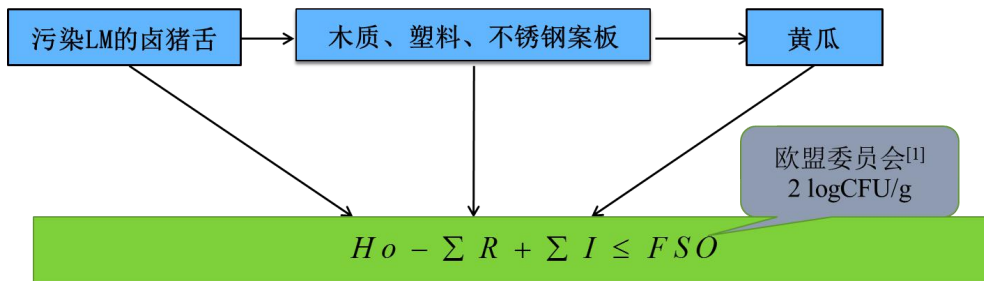 污染LM的卤猪舌
木质、塑料、不锈钢案板
黄瓜
欧盟委员会[1]
2 logCFU/g
Ho − ∑ R + ∑ I ≤ FSO